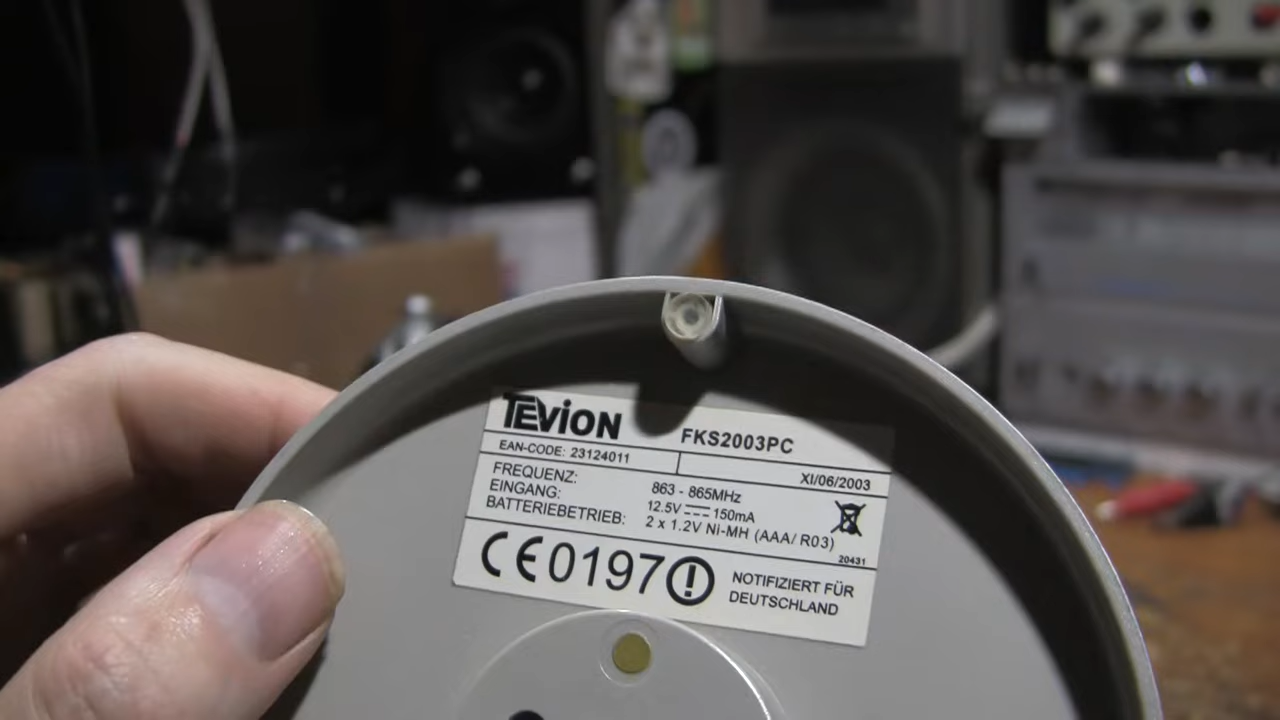 TEVION FKS2003PC
EAN-CODE: 23124011 XI/06/2003
FREQUENZ: 863 - 865MHz
EINGANG: 12.5V 150mA
BATTERIEBETRIEB: 2 x 1.2V Ni-MH (AAA/ R03)
20431
CE0197 NOTIFIZIERT FÜR
DEUTSCHLAND